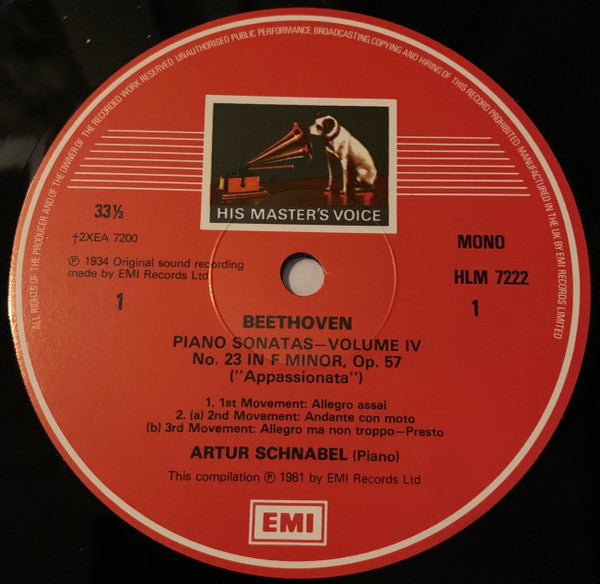 ALL RIGHTS OF THE PRODUCER AND OF THE OWNER OF THE RECORDED WORK RESERVED. UNAUTHORISED PUBLIC PERFORMANCE, BROADCASTING, COPYING AND HIRING OF THIS RECORD PROHIBITED. MANUFACTURED IN THE UK BY EMI RECORDS LIMITED
HIS MASTER'S VOICE
33⅓
†2XEA 7200
℗ 1934 Original sound recording
made by EMI Records Ltd
1
MONO
HLM 7222
1
BEETHOVEN
PIANO SONATAS—VOLUME IV
No. 23 IN F MINOR, Op. 57
("Appassionata")
1. 1st Movement: Allegro assai
2. (a) 2nd Movement: Andante con moto
(b) 3rd Movement: Allegro ma non troppo—Presto
ARTUR SCHNABEL (Piano)
This compilation ℗ 1981 by EMI Records Ltd
EMI